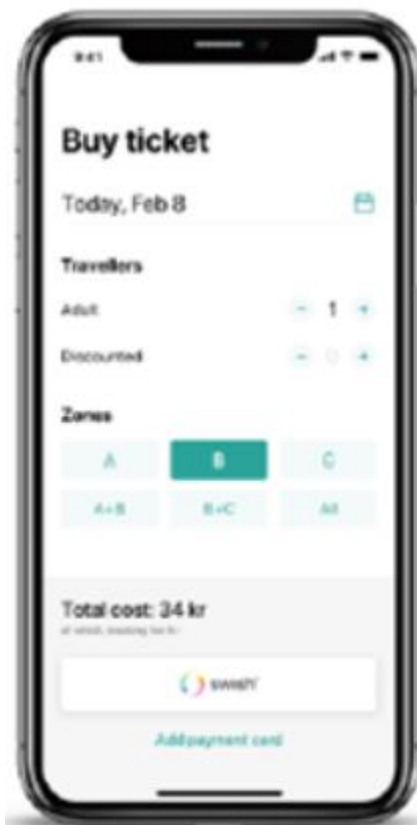 9:41
Buy ticket
Today, Feb 8
Travellers
Adult - 1 +
Discounted - 0 +
Zones
A B C
A+B B+C All
Total cost: 34 kr
swish
Add payment card